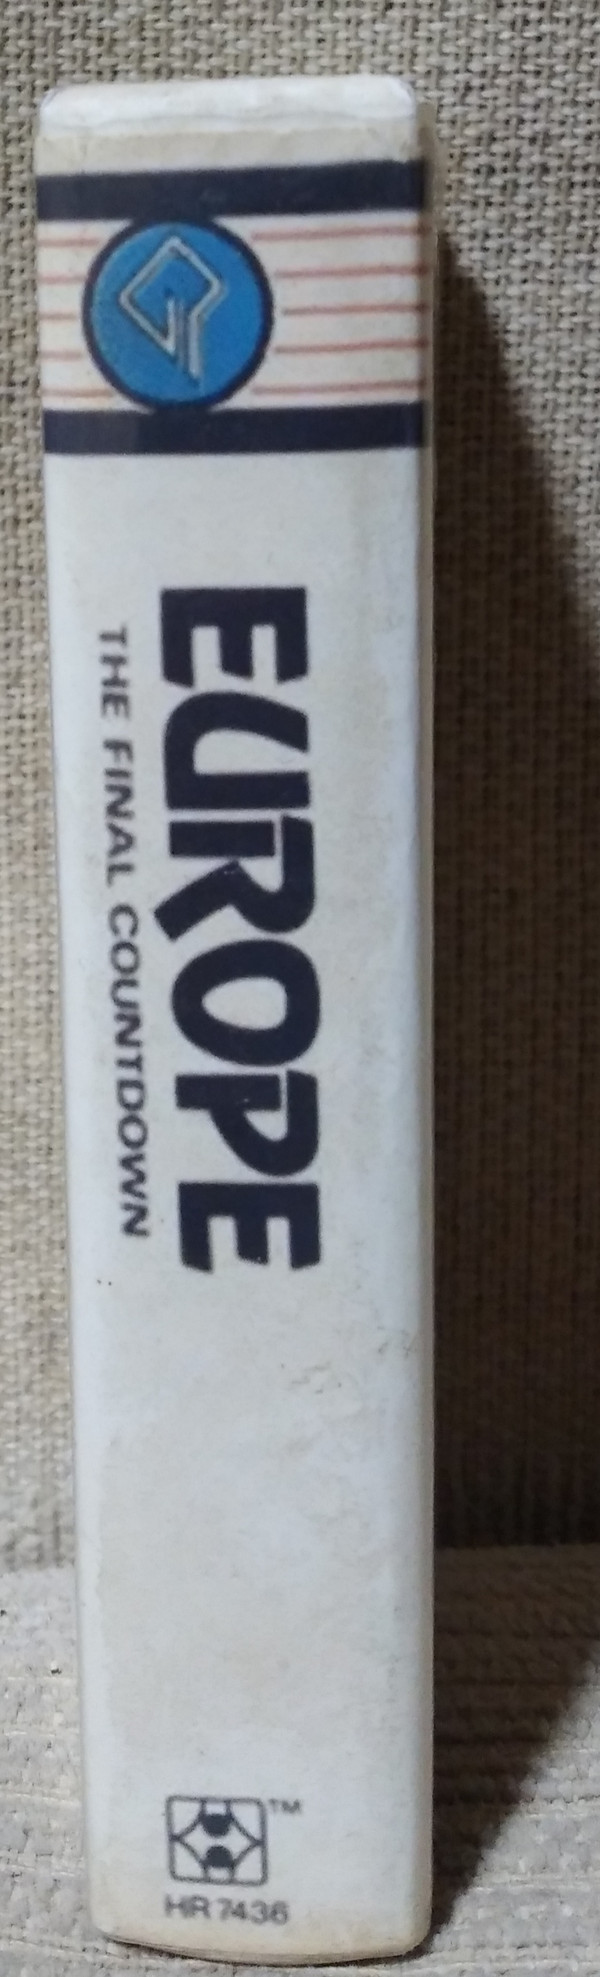 EUROPE
THE FINAL COUNTDOWN
TM
HR 7436